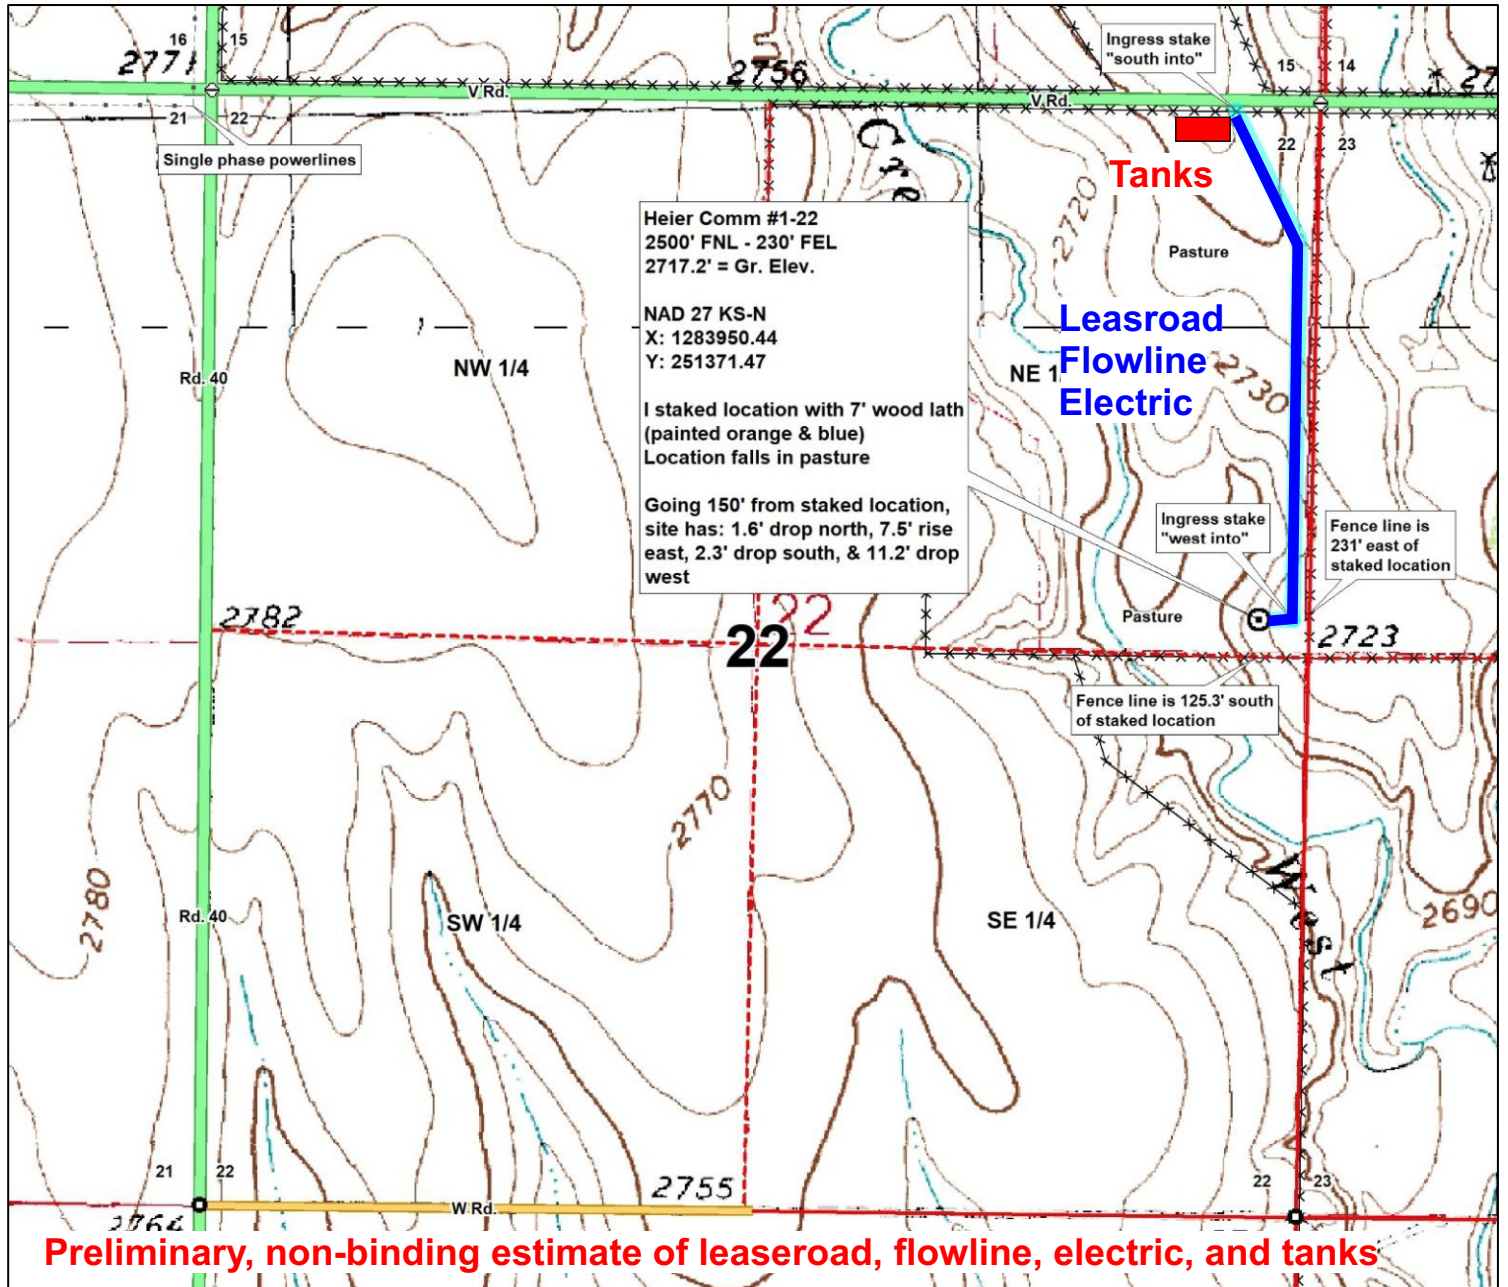 16
15
2771
2756
Ingress stake
"south into"
15
14
27
V Rd.
V Rd.
21
22
Single phase powerlines
22
23
Tanks
Cre
2720
Pasture
Heier Comm #1-22
2500' FNL - 230' FEL
2717.2' = Gr. Elev.
NAD 27 KS-N
X: 1283950.44
Y: 251371.47
I staked location with 7' wood lath
(painted orange & blue)
Location falls in pasture
Going 150' from staked location,
site has: 1.6' drop north, 7.5' rise
east, 2.3' drop south, & 11.2' drop
west
Leasroad
Flowline
Electric
Rd. 40
NW 1/4
NE 1/
2730
Ingress stake
"west into"
Fence line is
231' east of
staked location
2782
22
22
Pasture
2723
Fence line is 125.3' south
of staked location
2770
2780
Rd. 40
SW 1/4
SE 1/4
West
2690
21
22
2755
22
23
W Rd.
2764
Preliminary, non-binding estimate of leaseroad, flowline, electric, and tanks